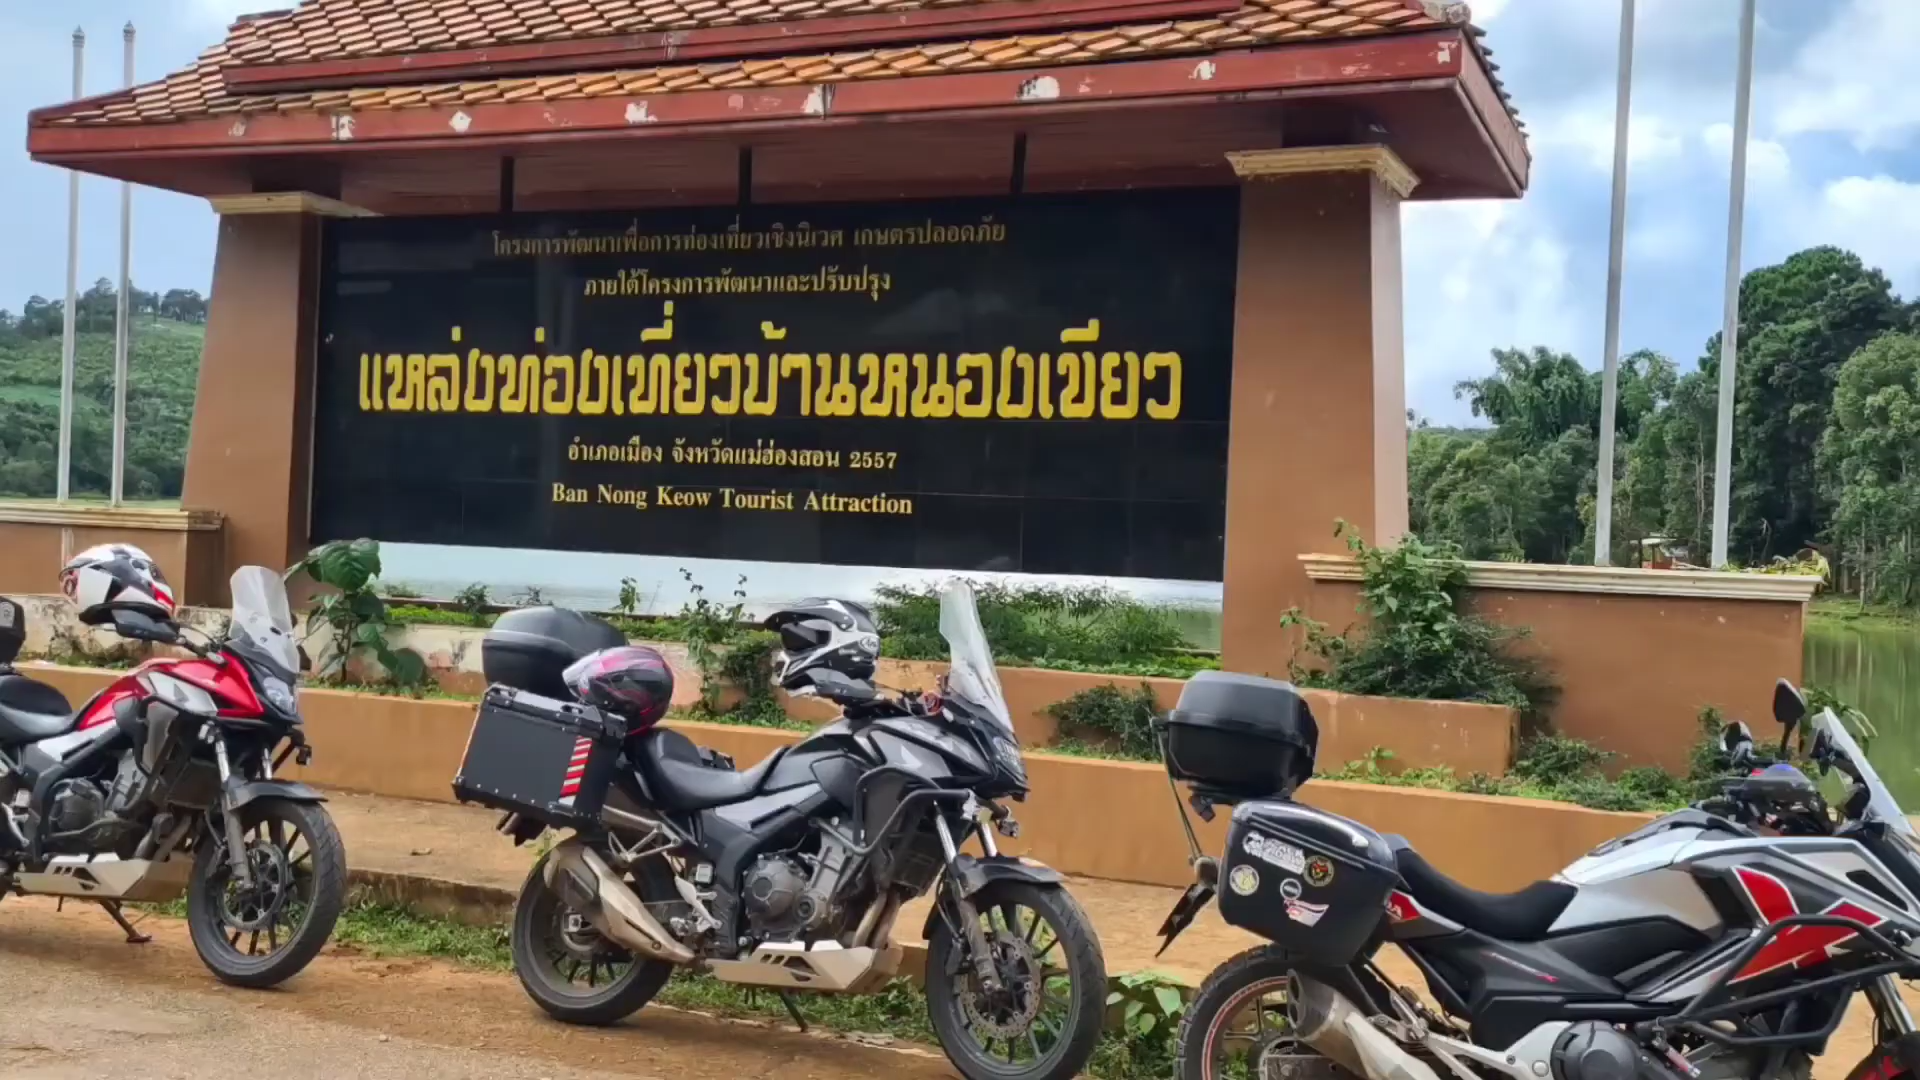 โครงการพัฒนาเพื่อการท่องเที่ยวเชิงนิเวศ เกษตรปลอดภัย
ภายใต้โครงการพัฒนาและปรับปรุง
แหล่งท่องเที่ยวบ้านหนองเขียว
อำเภอเมือง จังหวัดแม่ฮ่องสอน 2557
Ban Nong Keow Tourist Attraction